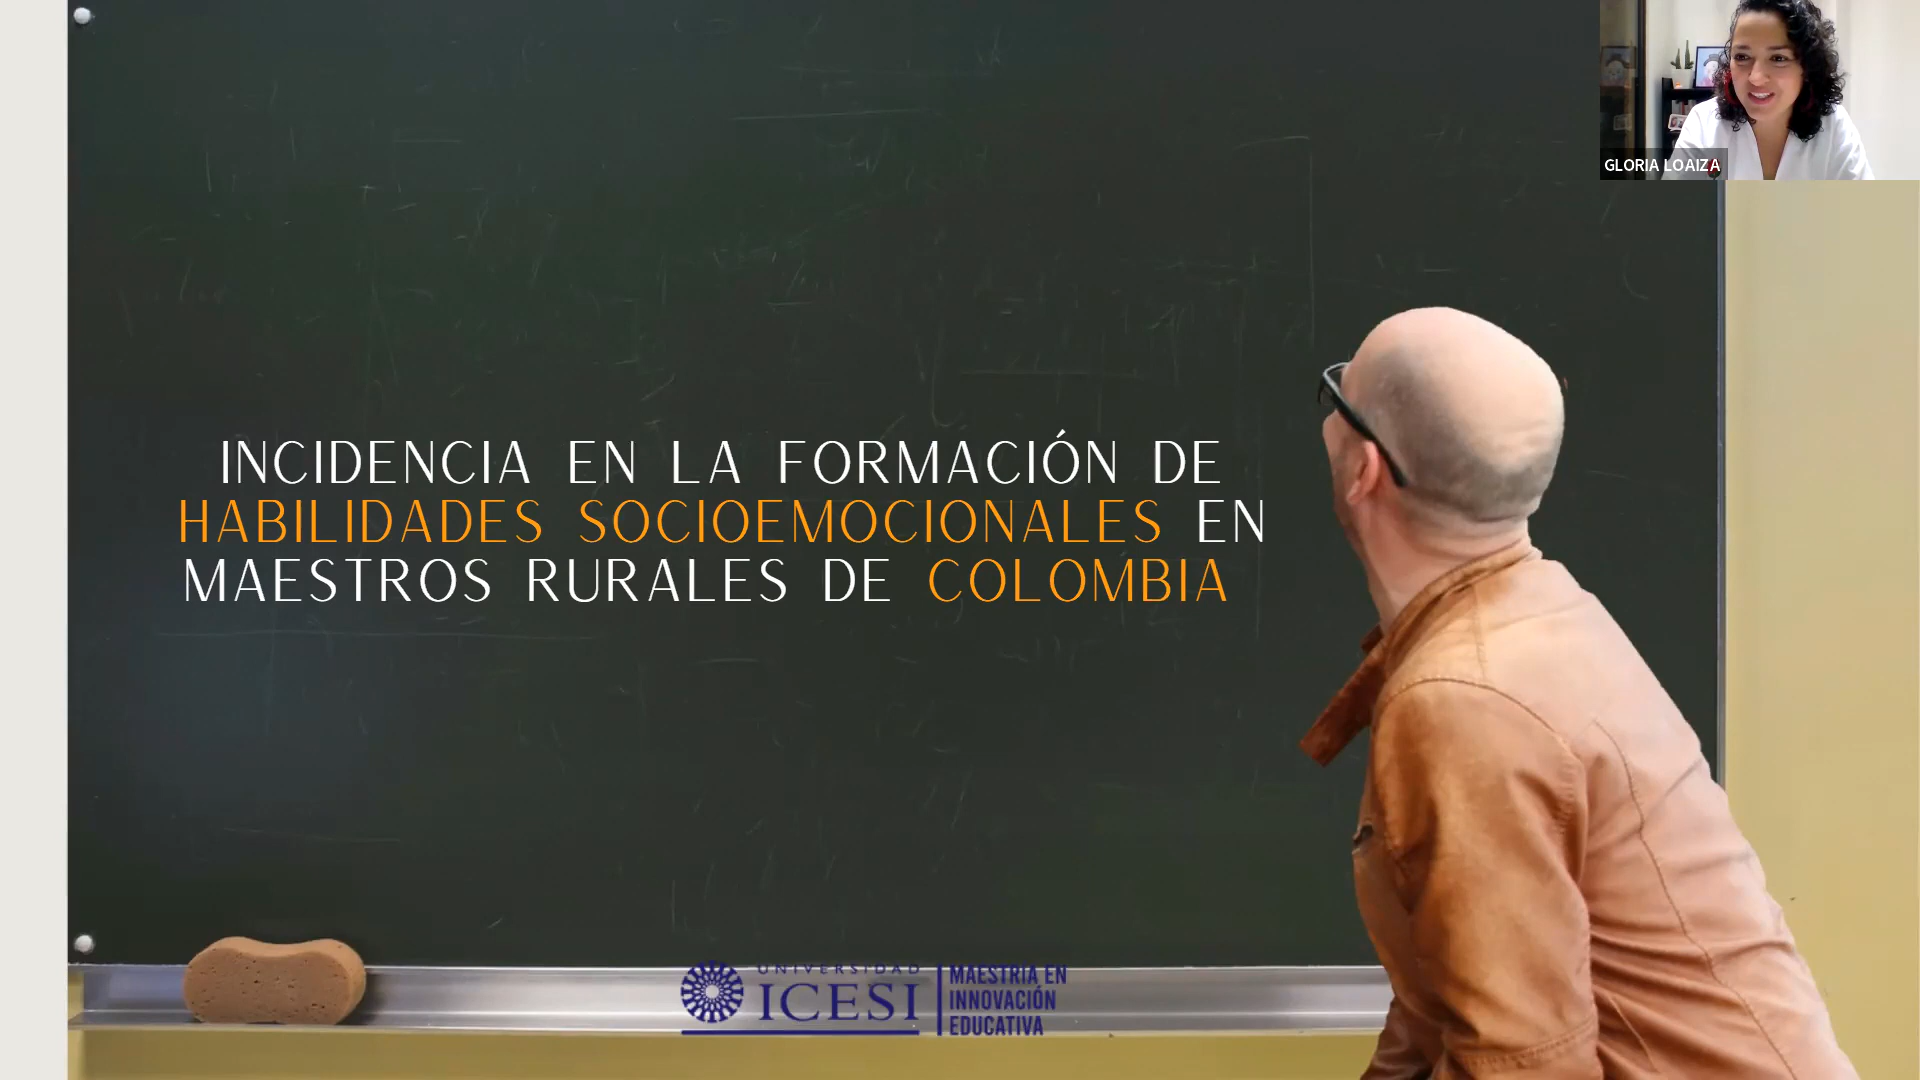 GLORIA LOAIZA
INCIDENCIA EN LA FORMACIÓN DE
HABILIDADES SOCIOEMOCIONALES EN
MAESTROS RURALES DE COLOMBIA
UNIVERSIDAD
ICESI
MAESTRÍA EN
INNOVACIÓN
EDUCATIVA